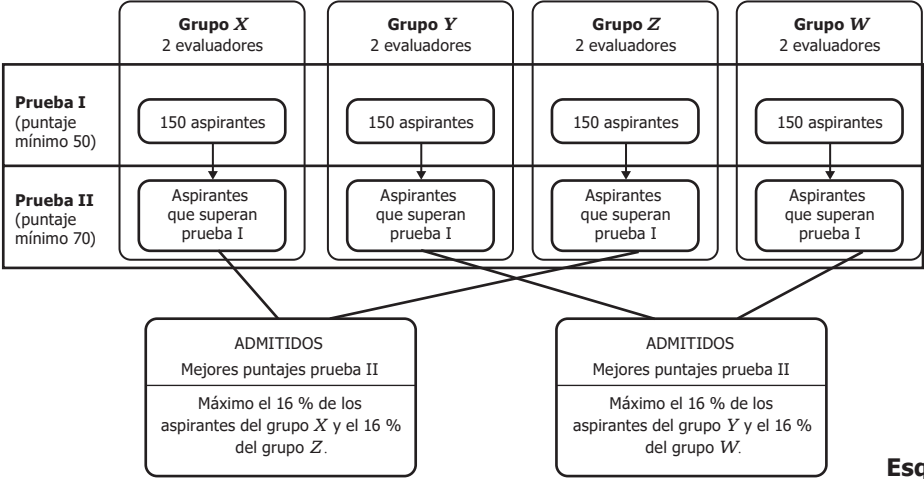 Grupo X
2 evaluadores
Grupo Y
2 evaluadores
Grupo Z
2 evaluadores
Grupo W
2 evaluadores
Prueba I
(puntaje
mínimo 50)
150 aspirantes
150 aspirantes
150 aspirantes
150 aspirantes
Prueba II
(puntaje
mínimo 70)
Aspirantes
que superan
prueba I
Aspirantes
que superan
prueba I
Aspirantes
que superan
prueba I
Aspirantes
que superan
prueba I
ADMITIDOS
Mejores puntajes prueba II
Máximo el 16 % de los
aspirantes del grupo X y el 16 %
del grupo Z.
ADMITIDOS
Mejores puntajes prueba II
Máximo el 16 % de los
aspirantes del grupo Y y el 16 %
del grupo W.